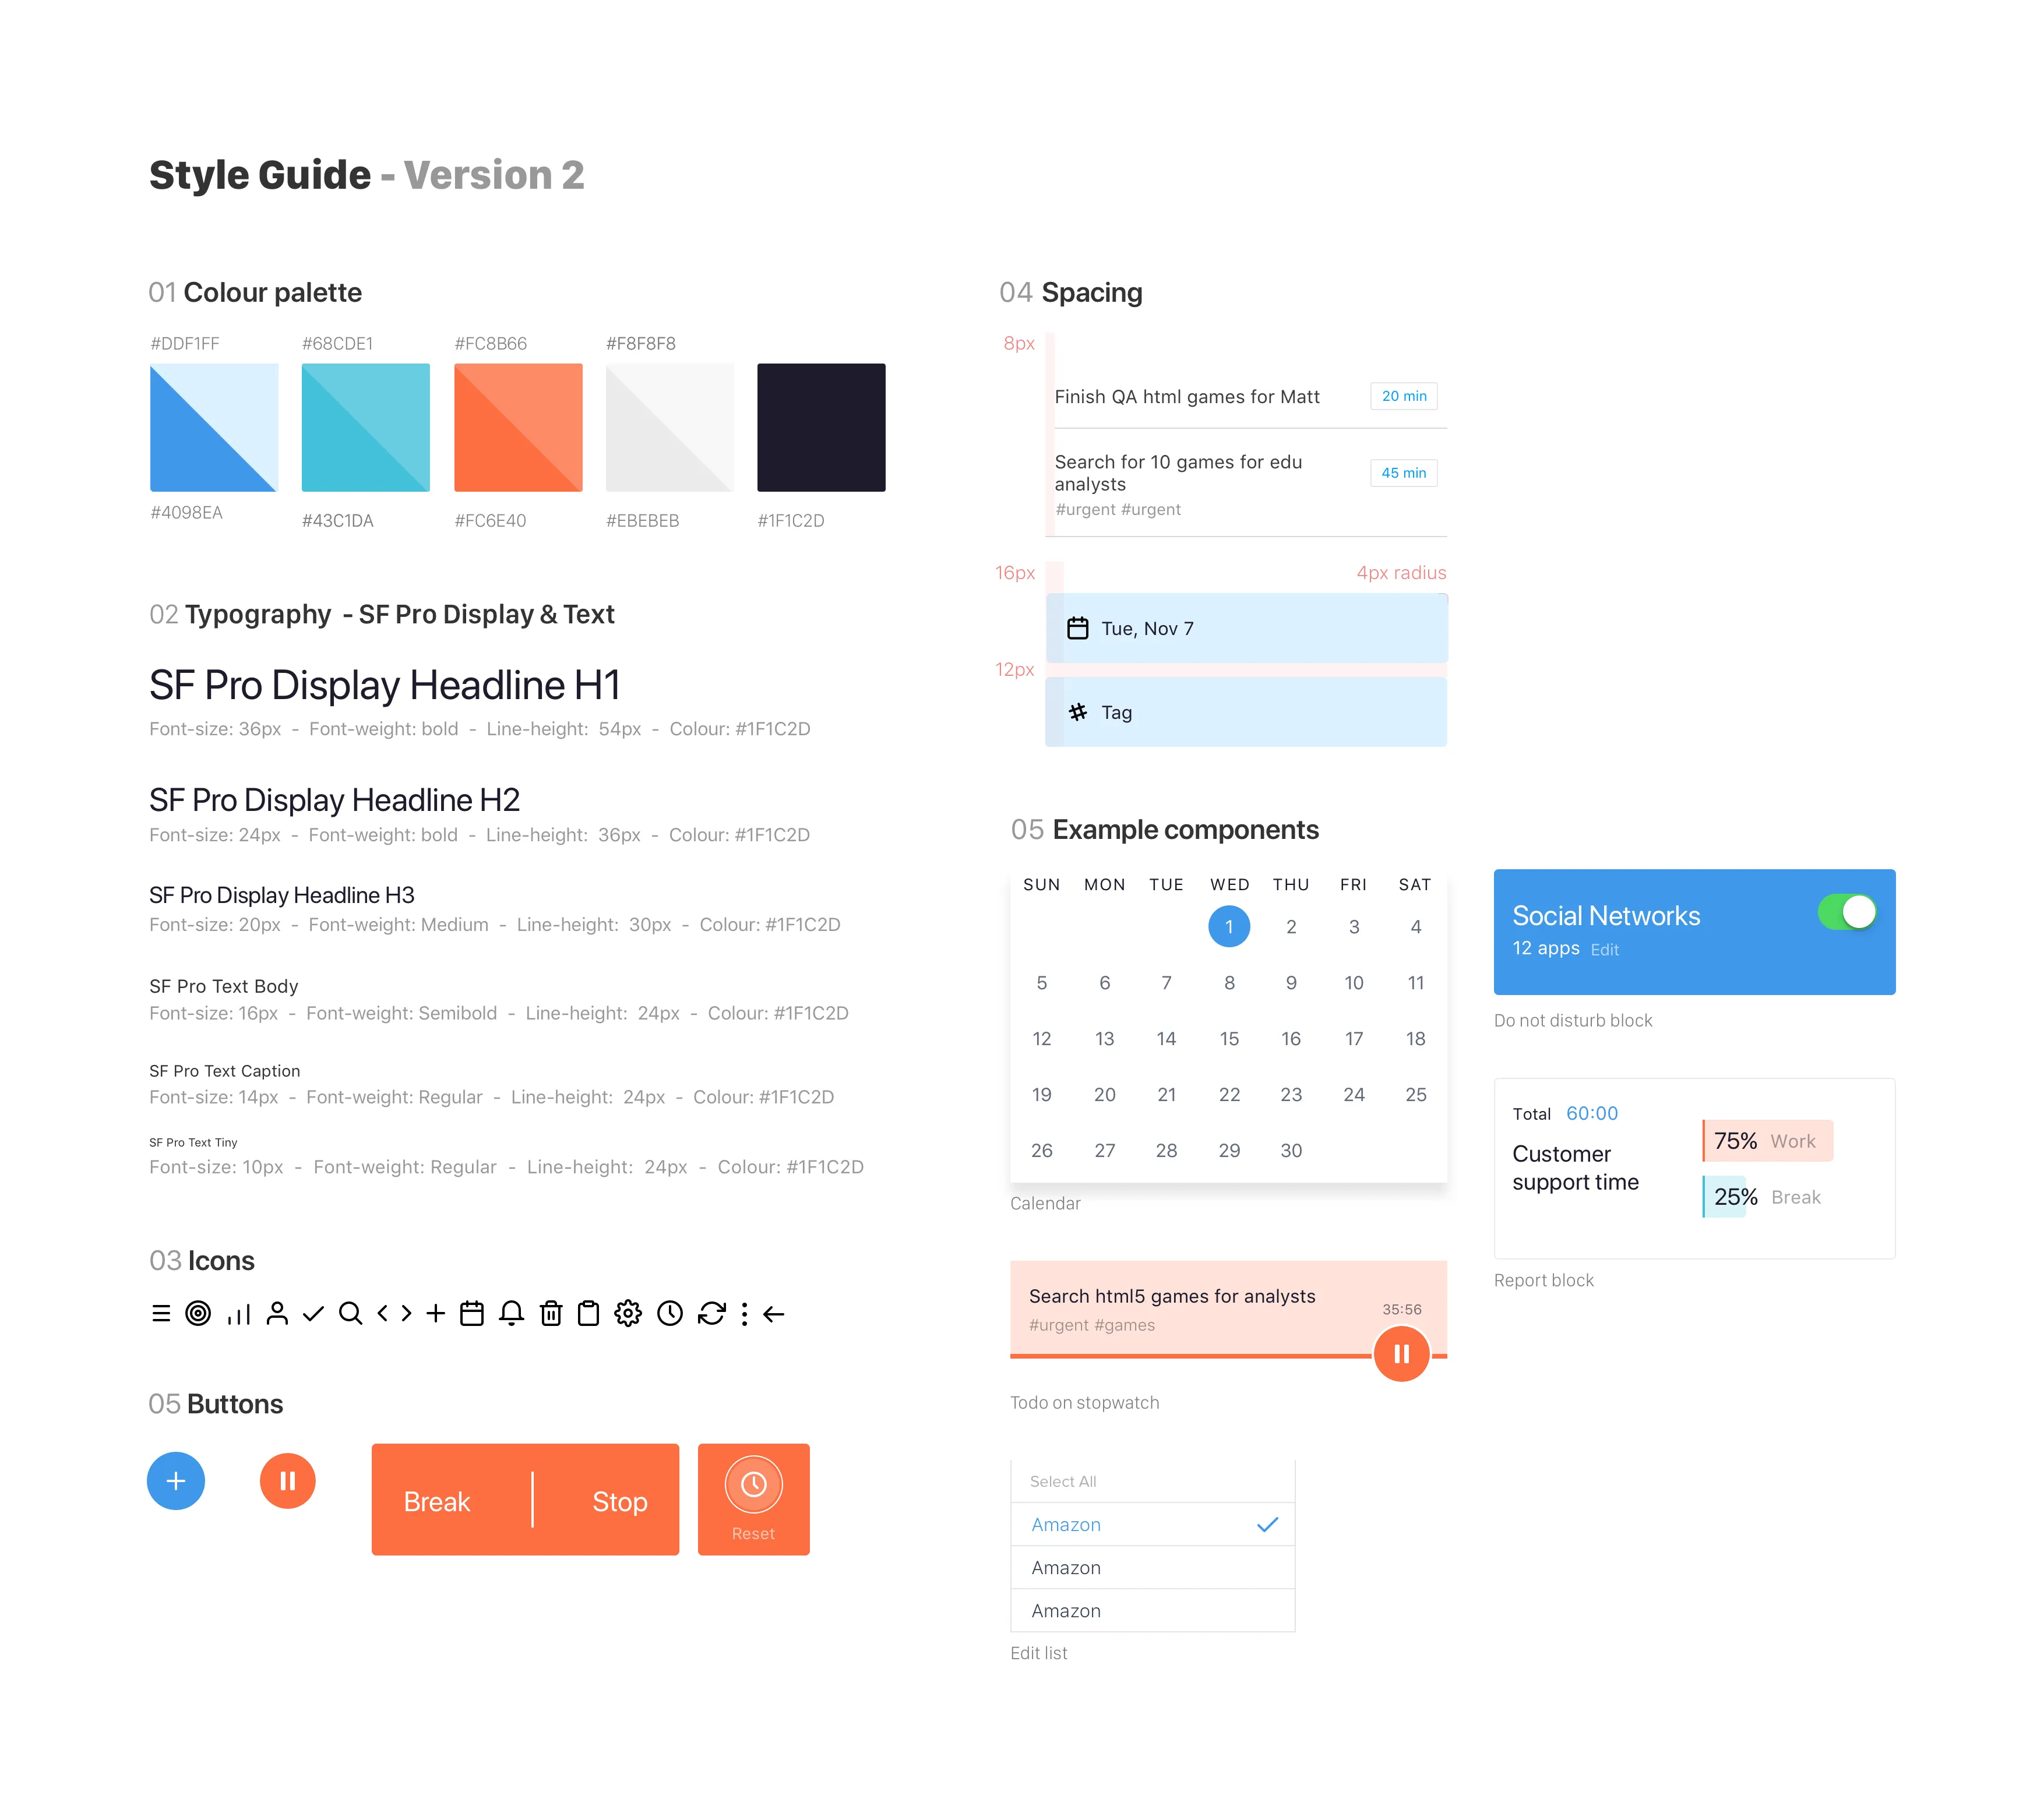 Style Guide - Version 2
01 Colour palette
#DDF1FF #68CDE1 #FC8B66 #F8F8F8
#4098EA #43C1DA #FC6E40 #EBEBEB #1F1C2D
02 Typography - SF Pro Display & Text
SF Pro Display Headline H1
Font-size: 36px - Font-weight: bold - Line-height: 54px - Colour: #1F1C2D
SF Pro Display Headline H2
Font-size: 24px - Font-weight: bold - Line-height: 36px - Colour: #1F1C2D
SF Pro Display Headline H3
Font-size: 20px - Font-weight: Medium - Line-height: 30px - Colour: #1F1C2D
SF Pro Text Body
Font-size: 16px - Font-weight: Semibold - Line-height: 24px - Colour: #1F1C2D
SF Pro Text Caption
Font-size: 14px - Font-weight: Regular - Line-height: 24px - Colour: #1F1C2D
SF Pro Text Tiny
Font-size: 10px - Font-weight: Regular - Line-height: 24px - Colour: #1F1C2D
03 Icons
05 Buttons
Break Stop
Reset
04 Spacing
8px
Finish QA html games for Matt 20 min
Search for 10 games for edu
analysts
45 min
#urgent #urgent
16px 4px radius
Tue, Nov 7
12px
Tag
05 Example components
SUN MON TUE WED THU FRI SAT
1 2 3 4
5 6 7 8 9 10 11
12 13 14 15 16 17 18
19 20 21 22 23 24 25
26 27 28 29 30
Calendar
Search html5 games for analysts
35:56
#urgent #games
Todo on stopwatch
Select All
Amazon
Amazon
Amazon
Edit list
Social Networks
12 apps Edit
Do not disturb block
Total 60:00
Customer
support time
75% Work
25% Break
Report block